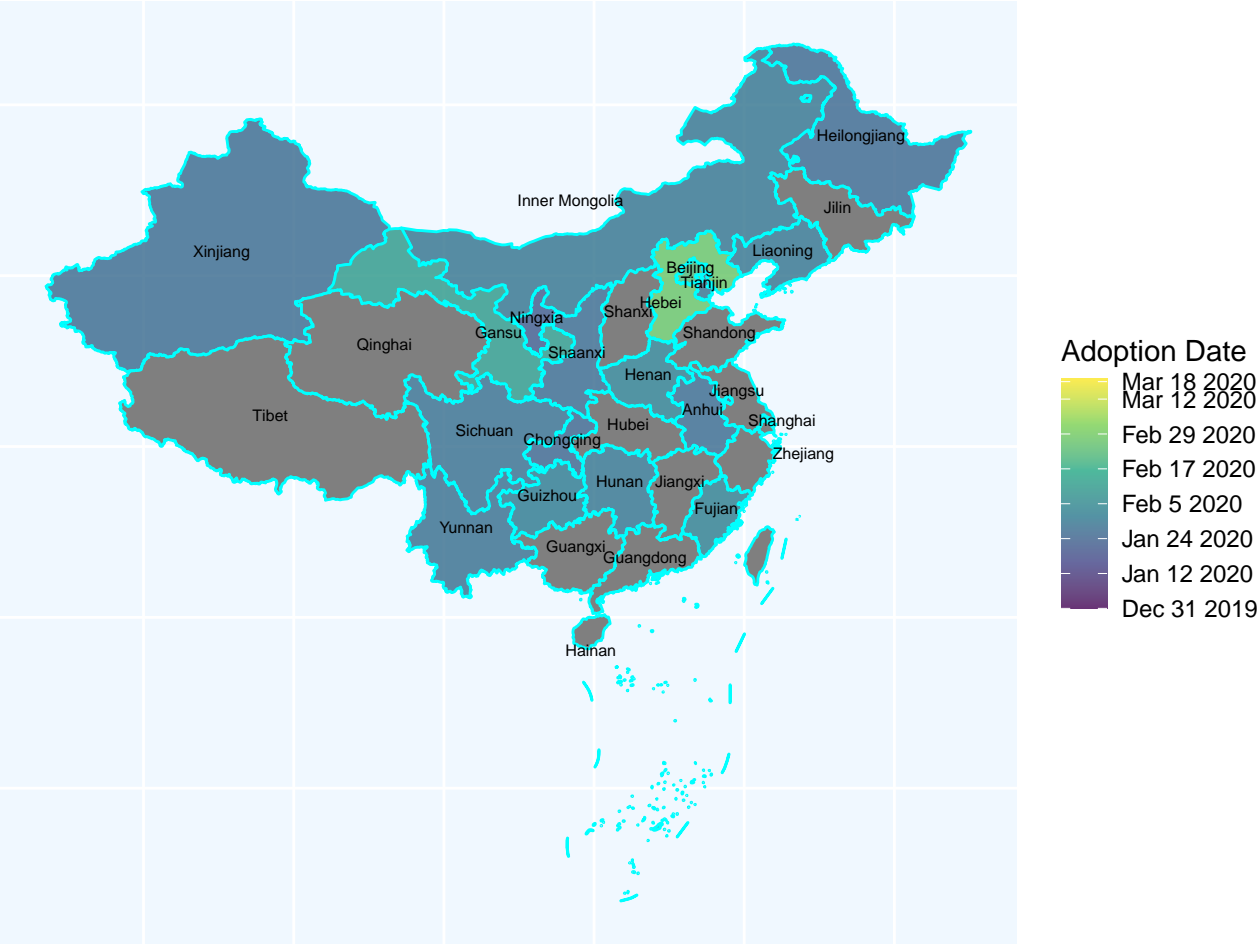 Heilongjiang
Inner Mongolia
Jilin
Xinjiang
Liaoning
Beijing
Tianjin
Hebei
Shanxi
Ningxia
Gansu
Shandong
Qinghai
Shaanxi
Henan
Jiangsu
Anhui
Tibet
Shanghai
Hubei
Sichuan
Chongqing
Zhejiang
Hunan
Jiangxi
Guizhou
Fujian
Yunnan
Guangxi
Guangdong
Hainan
Adoption Date
Mar 18 2020
Mar 12 2020
Feb 29 2020
Feb 17 2020
Feb 5 2020
Jan 24 2020
Jan 12 2020
Dec 31 2019